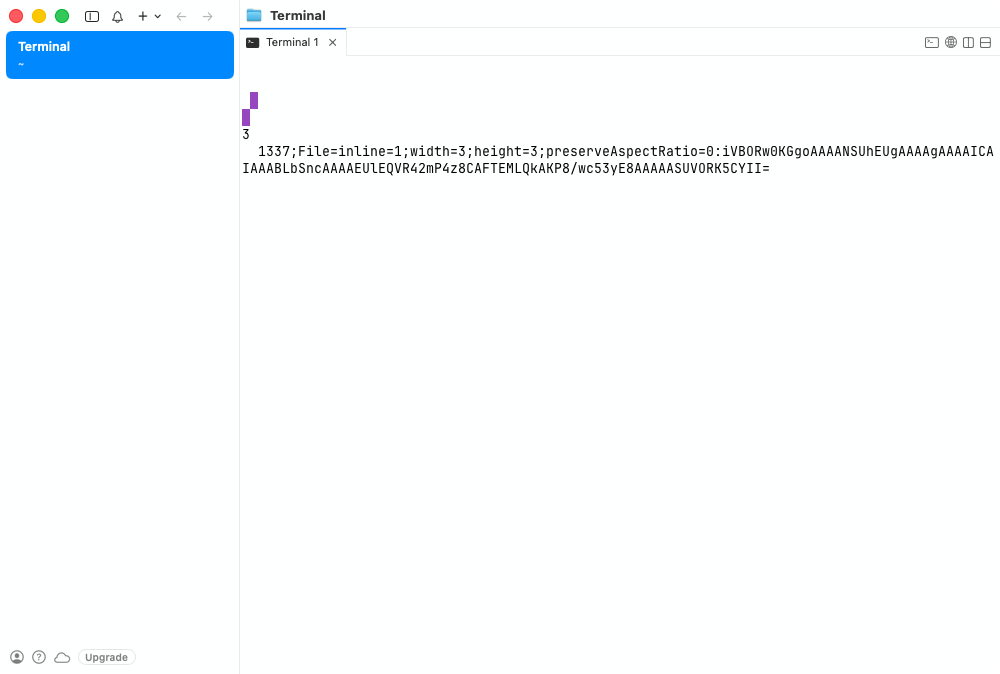 Terminal
Terminal
~
Terminal 1
3
1337;File=inline=1;width=3;height=3;preserveAspectRatio=0:iVBORw0KGgoAAAANSUhEUgAAAAgAAAAICA
IAAABLbSncAAAAEUlEQVR42mP4z8CAFTEMLQkAKP8/wc53yE8AAAAASUVORK5CYII=
Upgrade